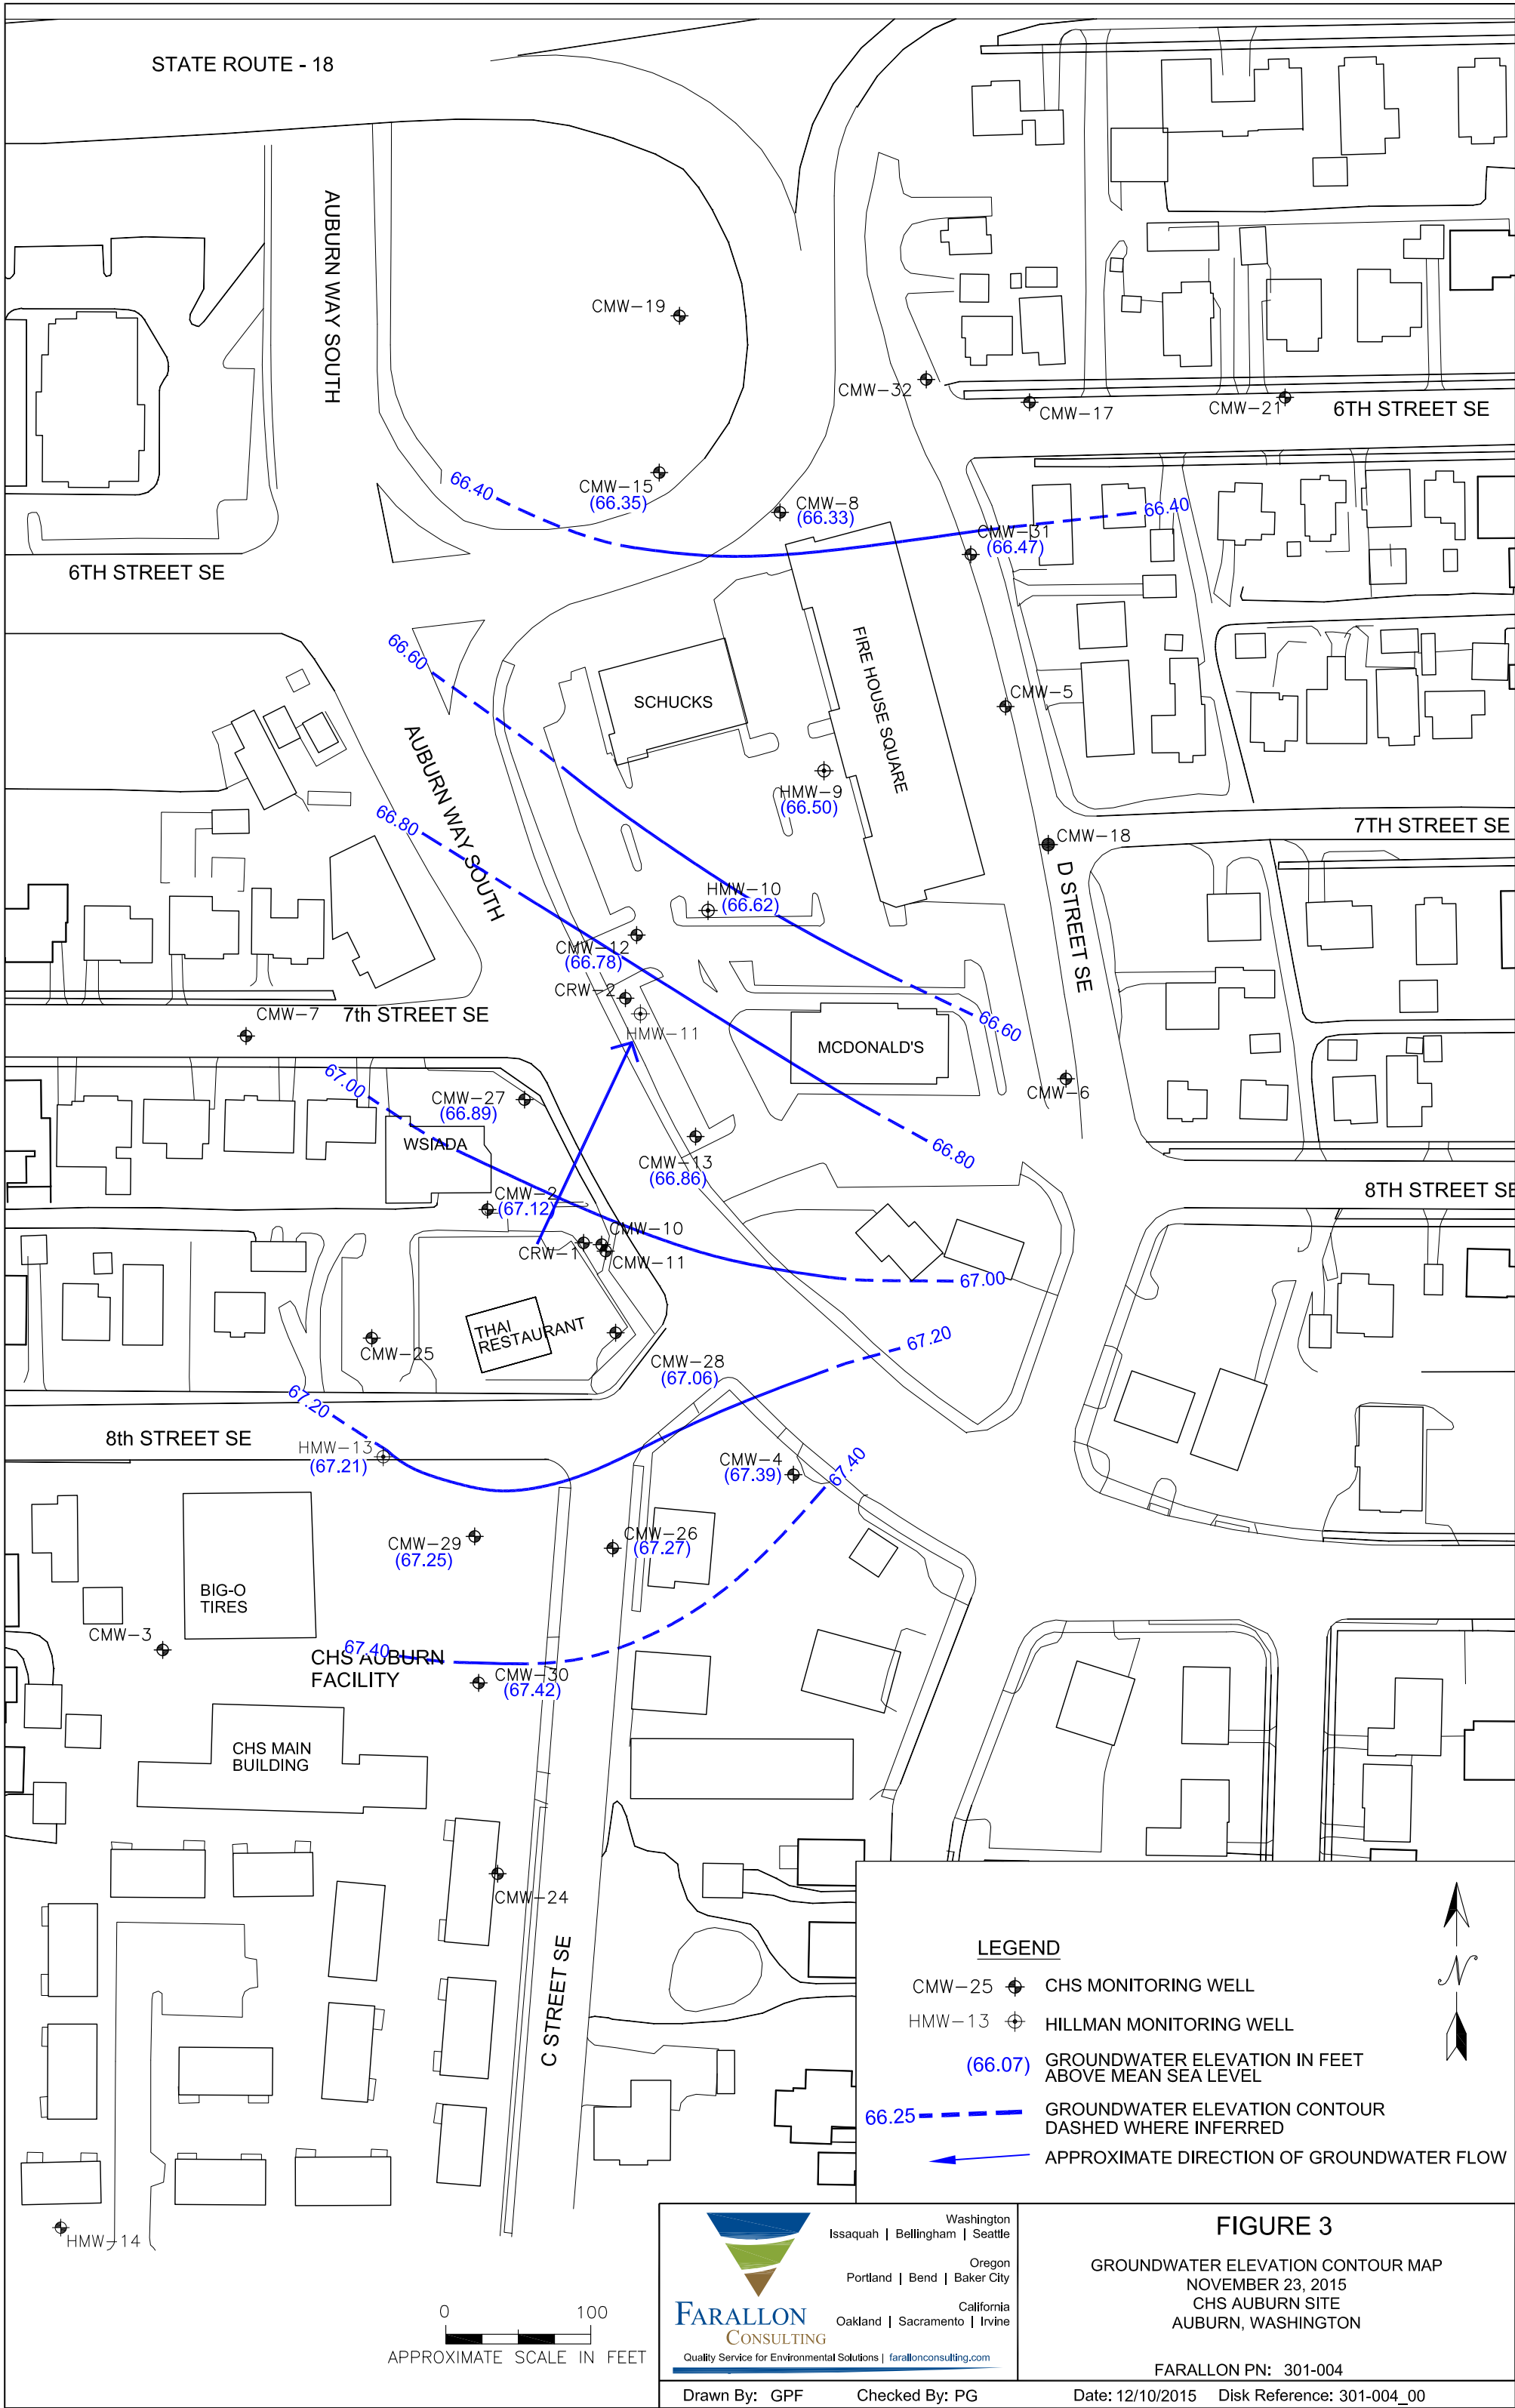 STATE ROUTE - 18
AUBURN WAY SOUTH
CMW-19
CMW-32
CMW-17
CMW-21
6TH STREET SE
66.40
CMW-15
(66.35)
CMW-8
(66.33)
66.40
CMW-31
(66.47)
6TH STREET SE
66.60
SCHUCKS
FIRE HOUSE SQUARE
CMW-5
AUBURN WAY SOUTH
HMW-9
(66.50)
66.80
7TH STREET SE
CMW-18
D STREET SE
HMW-10
(66.62)
CMW-12
(66.78)
CRW-2
CMW-7
7th STREET SE
HMW-11
66.60
MCDONALD'S
67.00
CMW-27
(66.89)
CMW-6
WSIADA
66.80
CMW-13
(66.86)
8TH STREET SE
CMW-2
(67.12)
CMW-10
CRW-1
CMW-11
67.00
THAI
RESTAURANT
67.20
CMW-25
CMW-28
(67.06)
67.20
8th STREET SE
HMW-13
(67.21)
CMW-4
(67.39)
67.40
CMW-29
(67.25)
CMW-26
(67.27)
BIG-O
TIRES
CMW-3
67.40
CHS AUBURN
FACILITY
CMW-30
(67.42)
CHS MAIN
BUILDING
CMW-24
C STREET SE
HMW-14
LEGEND
CMW-25 CHS MONITORING WELL
HMW-13 HILLMAN MONITORING WELL
(66.07) GROUNDWATER ELEVATION IN FEET
ABOVE MEAN SEA LEVEL
66.25 GROUNDWATER ELEVATION CONTOUR
DASHED WHERE INFERRED
APPROXIMATE DIRECTION OF GROUNDWATER FLOW
N
0 100
APPROXIMATE SCALE IN FEET
Washington
Issaquah | Bellingham | Seattle
Oregon
Portland | Bend | Baker City
California
Oakland | Sacramento | Irvine
FARALLON
CONSULTING
Quality Service for Environmental Solutions | farallonconsulting.com
FIGURE 3
GROUNDWATER ELEVATION CONTOUR MAP
NOVEMBER 23, 2015
CHS AUBURN SITE
AUBURN, WASHINGTON
FARALLON PN: 301-004
Drawn By: GPF Checked By: PG Date: 12/10/2015 Disk Reference: 301-004_00